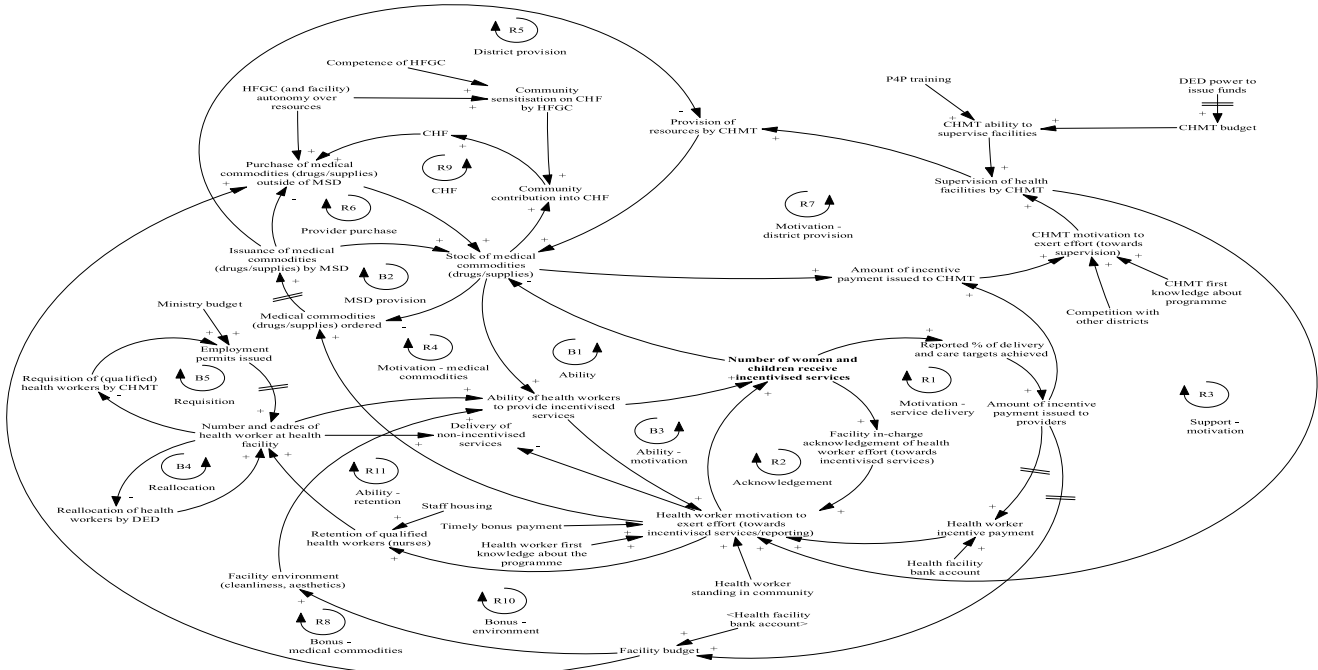 R5
District provision
Competence of HFGC
HFGC (and facility)
autonomy over
resources
Community
sensitisation on CHF
by HFGC
P4P training
DED power to
issue funds
Provision of
resources by CHMT
CHMT ability to
supervise facilities
CHMT budget
CHF
R9
CHF
Purchase of medical
commodities (drugs/supplies)
outside of MSD
Community
contribution into CHF
Supervision of health
facilities by CHMT
R6
Provider purchase
R7
Motivation -
district provision
Issuance of medical
commodities
(drugs/supplies) by MSD
Stock of medical
commodities
(drugs/supplies)
CHMT motivation to
exert effort (towards
supervision)
B2
MSD provision
Amount of incentive
payment issued to CHMT
CHMT first
knowledge about
programme
Competition with
other districts
Ministry budget
Medical commodities
(drugs/supplies) ordered
Employment
permits issued
R4
Motivation - medical
commodities
B1
Ability
Number of women and
children receive
incentivised services
Reported % of delivery
and care targets achieved
Requisition of (qualified)
health workers by CHMT
B5
Requisition
R1
Motivation -
service delivery
R3
Support -
motivation
Ability of health workers
to provide incentivised
services
Amount of incentive
payment issued to
providers
Number and cadres of
health worker at health
facility
Delivery of
non-incentivised
services
B3
Ability -
motivation
Facility in-charge
acknowledgement of health
worker effort (towards
incentivised services)
B4
Reallocation
R11
Ability -
retention
R2
Acknowledgement
Reallocation of health
workers by DED
Staff housing
Timely bonus payment
Health worker motivation to
exert effort (towards
incentivised services/reporting)
Health worker
incentive payment
Retention of qualified
health workers (nurses)
Health worker first
knowledge about the
programme
Health facility
bank account
Facility environment
(cleanliness, aesthetics)
Health worker
standing in community
R10
Bonus -
environment
R8
Bonus -
medical commodities
<Health facility
bank account>
Facility budget